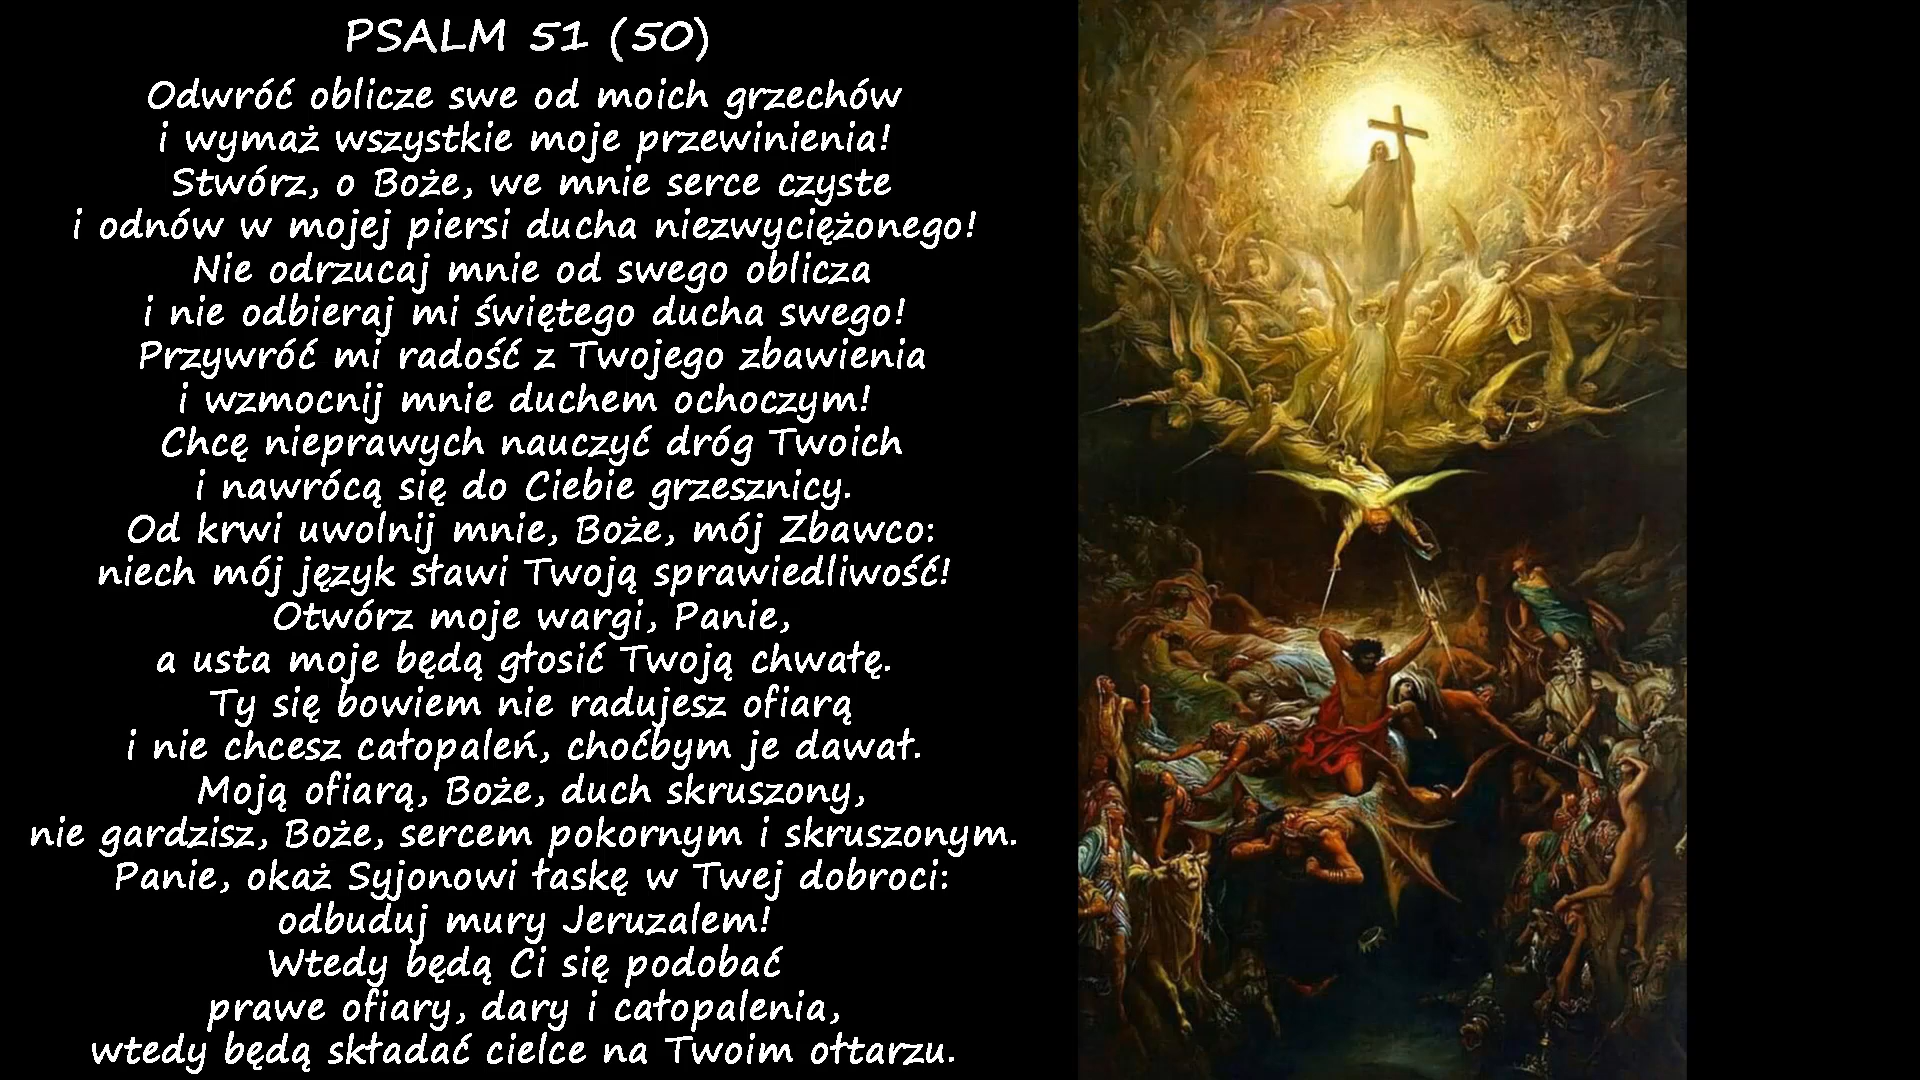 PSALM 51 (50)
Odwróć oblicze swe od moich grzechów
i wymaż wszystkie moje przewinienia!
Stwórz, o Boże, we mnie serce czyste
i odnów w mojej piersi ducha niezwyciężonego!
Nie odrzucaj mnie od swego oblicza
i nie odbieraj mi świętego ducha swego!
Przywróć mi radość z Twojego zbawienia
i wzmocnij mnie duchem ochoczym!
Chcę nieprawych nauczyć dróg Twoich
i nawrócą się do Ciebie grzesznicy.
Od krwi uwolnij mnie, Boże, mój Zbawco:
niech mój język sławi Twoją sprawiedliwość!
Otwórz moje wargi, Panie,
a usta moje będą głosić Twoją chwałę.
Ty się bowiem nie radujesz ofiarą
i nie chcesz całopaleń, choćbym je dawał.
Moją ofiarą, Boże, duch skruszony,
nie gardzisz, Boże, sercem pokornym i skruszonym.
Panie, okaż Syjonowi łaskę w Twej dobroci:
odbuduj mury Jeruzalem!
Wtedy będą Ci się podobać
prawe ofiary, dary i całopalenia,
wtedy będą składać cielce na Twoim ołtarzu.